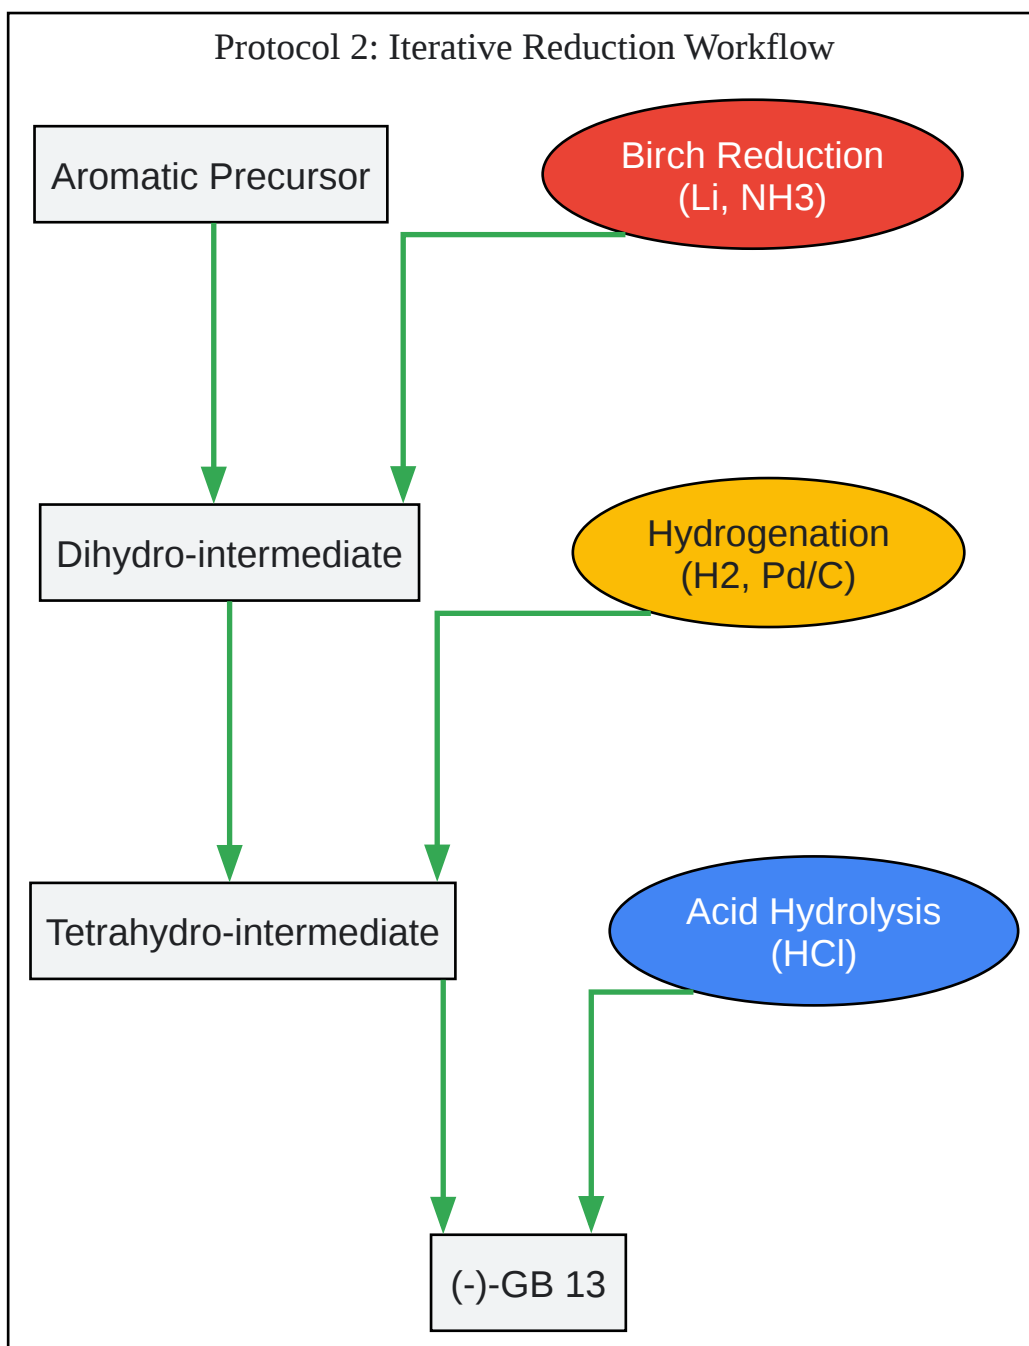 Protocol 2: Iterative Reduction Workflow
Aromatic Precursor
Birch Reduction
(Li, NH3)
Dihydro-intermediate
Hydrogenation
(H2, Pd/C)
Tetrahydro-intermediate
Acid Hydrolysis
(HCl)
(-)-GB 13